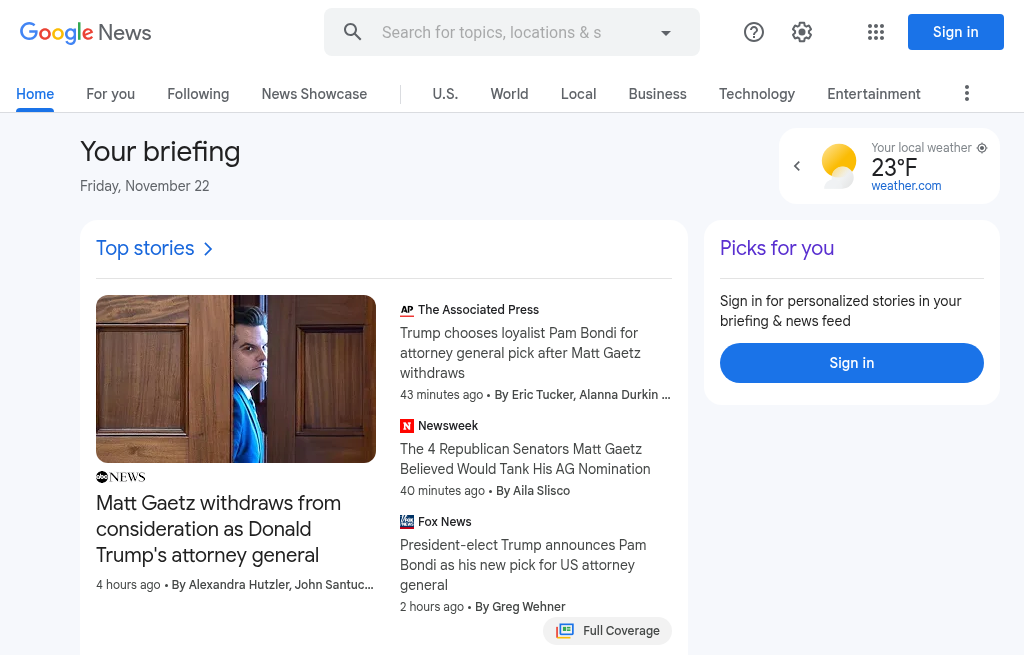 Google News
Search for topics, locations & s
Sign in
Home
For you
Following
News Showcase
U.S.
World
Local
Business
Technology
Entertainment
Your briefing
Friday, November 22
Your local weather
23°F
weather.com
Top stories
Picks for you
Sign in for personalized stories in your
briefing & news feed
Sign in
abc NEWS
Matt Gaetz withdraws from
consideration as Donald
Trump's attorney general
4 hours ago • By Alexandra Hutzler, John Santuc…
AP The Associated Press
Trump chooses loyalist Pam Bondi for
attorney general pick after Matt Gaetz
withdraws
43 minutes ago • By Eric Tucker, Alanna Durkin …
N Newsweek
The 4 Republican Senators Matt Gaetz
Believed Would Tank His AG Nomination
40 minutes ago • By Aila Slisco
FOX NEWS Fox News
President-elect Trump announces Pam
Bondi as his new pick for US attorney
general
2 hours ago • By Greg Wehner
Full Coverage